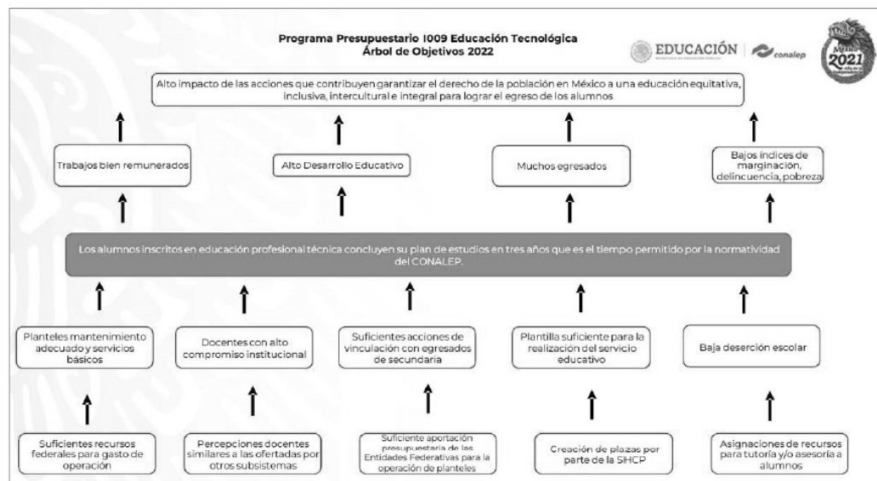 Programa Presupuestario I009 Educación Tecnológica
Árbol de Objetivos 2022
EDUCACIÓN
conalep
2021
Alto impacto de las acciones que contribuyen garantizar el derecho de la población en México a una educación equitativa,
inclusiva, intercultural e integral para lograr el egreso de los alumnos
Trabajos bien remunerados
Alto Desarrollo Educativo
Muchos egresados
Bajos índices de
marginación,
delincuencia, pobreza
Los alumnos inscritos en educación profesional técnica concluyen su plan de estudios en tres años que es el tiempo permitido por la normatividad
del CONALEP.
Planteles mantenimiento
adecuado y servicios
básicos
Docentes con alto
compromiso institucional
Suficientes acciones de
vinculación con egresados
de secundaria
Plantilla suficiente para la
realización del servicio
educativo
Baja deserción escolar
Suficientes recursos
federales para gasto de
operación
Percepciones docentes
similares a las ofertadas por
otros subsistemas
Suficiente aportación
presupuestaria de las
Entidades Federativas para la
operación de planteles
Creación de plazas por
parte de la SHCP
Asignaciones de recursos
para tutoría y/o asesoría a
alumnos